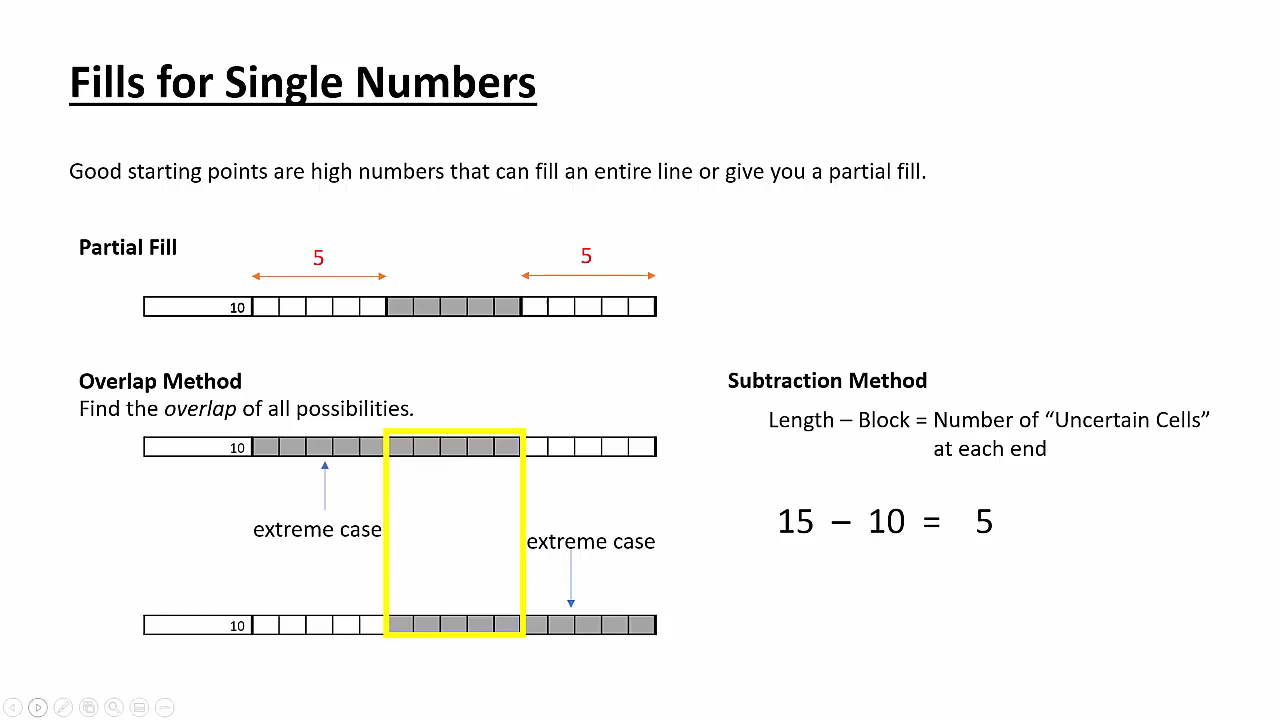 Fills for Single Numbers
Good starting points are high numbers that can fill an entire line or give you a partial fill.
Partial Fill
5
5
10
Overlap Method
Find the overlap of all possibilities.
10
extreme case
extreme case
10
Subtraction Method
Length – Block = Number of “Uncertain Cells”
at each end
15 – 10 = 5